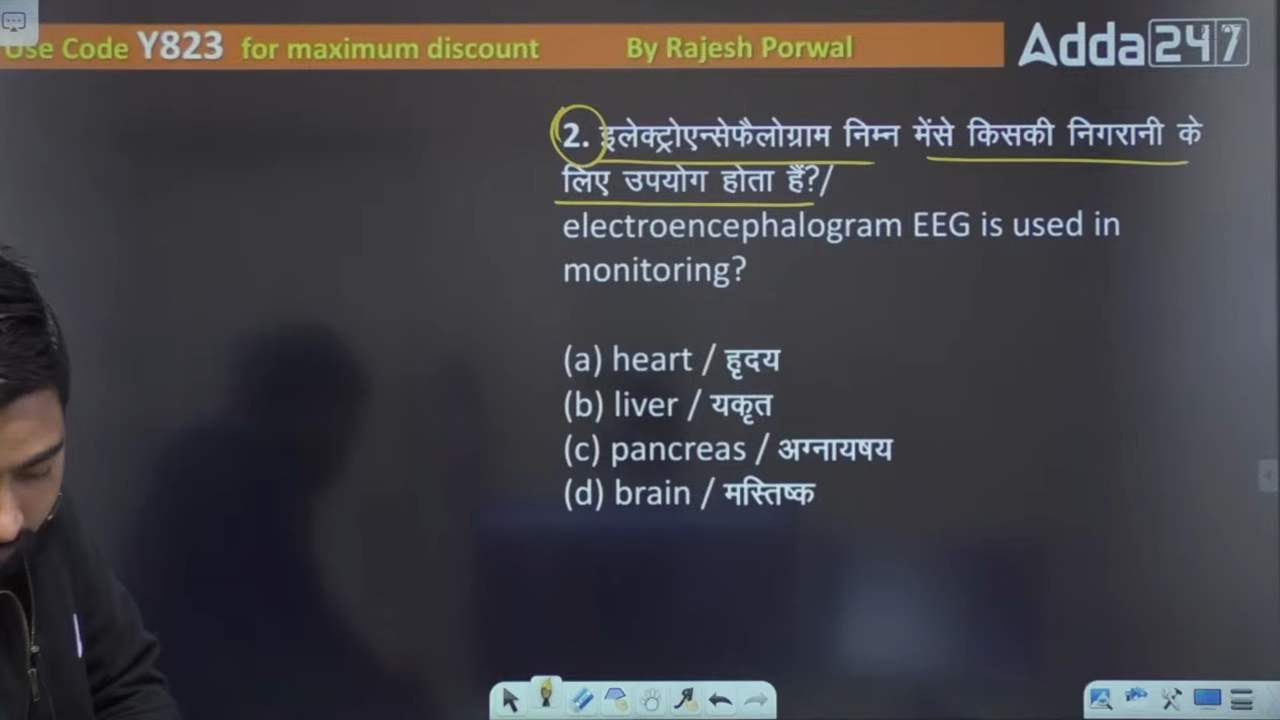 Use Code Y823 for maximum discount By Rajesh Porwal Adda247
2. इलेक्ट्रोएन्सेफैलोग्राम निम्न मेंसे किसकी निगरानी के
लिए उपयोग होता हैं?/
electroencephalogram EEG is used in
monitoring?
(a) heart / हृदय
(b) liver / यकृत
(c) pancreas / अग्नायषय
(d) brain / मस्तिष्क